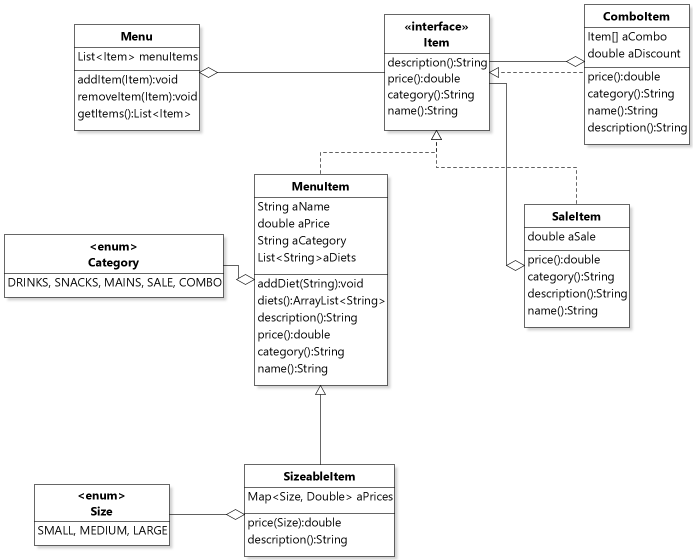 Menu
List<Item> menuItems
addItem(Item):void
removeItem(Item):void
getItems():List<Item>
«interface»
Item
description():String
price():double
category():String
name():String
ComboItem
Item[] aCombo
double aDiscount
price():double
category():String
name():String
description():String
MenuItem
String aName
double aPrice
String aCategory
List<String>aDiets
addDiet(String):void
diets():ArrayList<String>
description():String
price():double
category():String
name():String
SaleItem
double aSale
price():double
category():String
description():String
name():String
<enum>
Category
DRINKS, SNACKS, MAINS, SALE, COMBO
SizeableItem
Map<Size, Double> aPrices
price(Size):double
description():String
<enum>
Size
SMALL, MEDIUM, LARGE